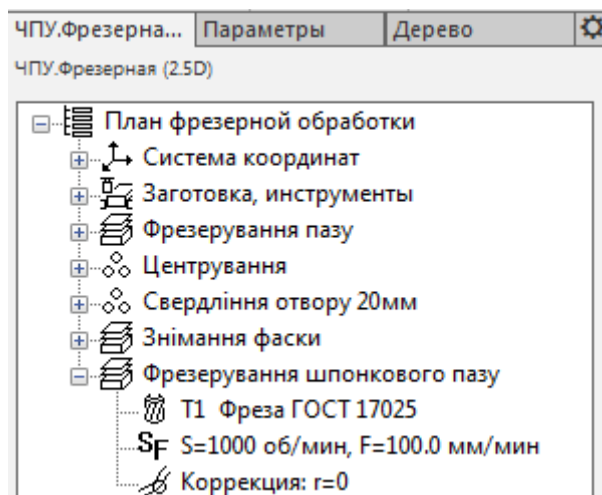 ЧПУ.Фрезерна... Параметры Дерево
ЧПУ.Фрезерная (2.5D)
План фрезерной обработки
Система координат
Заготовка, инструменты
Фрезерування пазу
Центрування
Свердління отвору 20мм
Знімання фаски
Фрезерування шпонкового пазу
T1 Фреза ГОСТ 17025
SF S=1000 об/мин, F=100.0 мм/мин
Коррекция: r=0